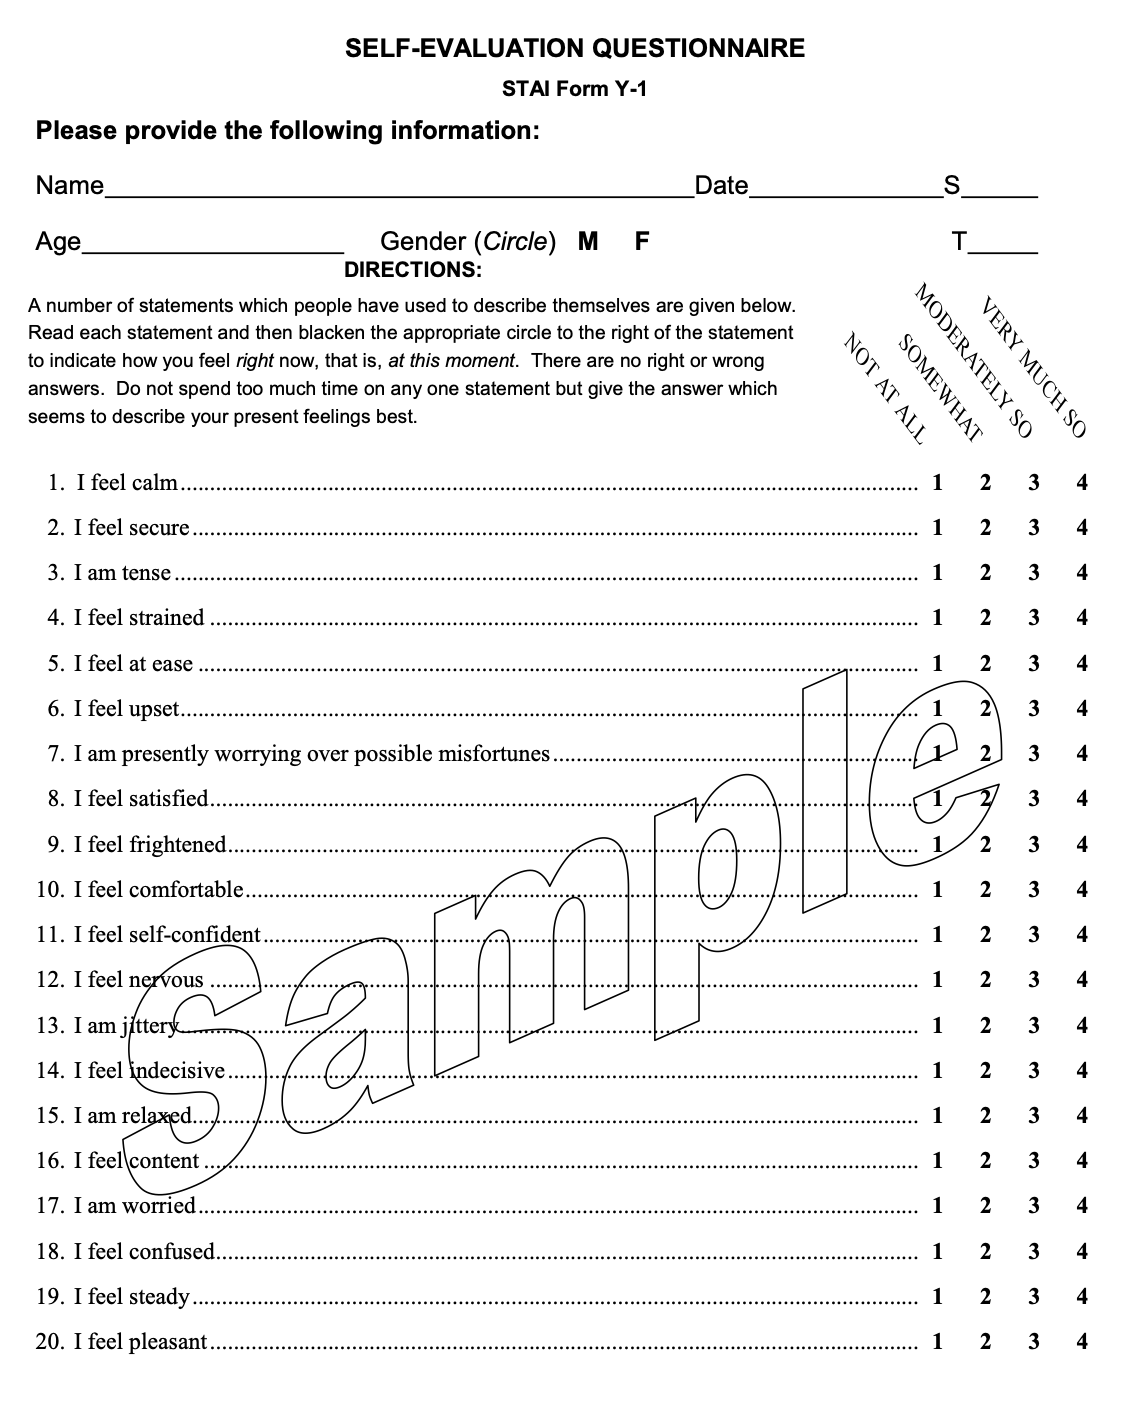 SELF-EVALUATION QUESTIONNAIRE
STAI Form Y-1
Please provide the following information:
Name____________________________________________Date______________S______
Age____________________ Gender (Circle) M F T______
DIRECTIONS:
A number of statements which people have used to describe themselves are given below.
Read each statement and then blacken the appropriate circle to the right of the statement
to indicate how you feel right now, that is, at this moment. There are no right or wrong
answers. Do not spend too much time on any one statement but give the answer which
seems to describe your present feelings best.
NOT AT ALL
SOMEWHAT
MODERATELY SO
VERY MUCH SO
1. I feel calm 1 2 3 4
2. I feel secure 1 2 3 4
3. I am tense 1 2 3 4
4. I feel strained 1 2 3 4
5. I feel at ease 1 2 3 4
6. I feel upset 1 2 3 4
7. I am presently worrying over possible misfortunes 1 2 3 4
8. I feel satisfied 1 2 3 4
9. I feel frightened 1 2 3 4
10. I feel comfortable 1 2 3 4
11. I feel self-confident 1 2 3 4
12. I feel nervous 1 2 3 4
13. I am jittery 1 2 3 4
14. I feel indecisive 1 2 3 4
15. I am relaxed 1 2 3 4
16. I feel content 1 2 3 4
17. I am worried 1 2 3 4
18. I feel confused 1 2 3 4
19. I feel steady 1 2 3 4
20. I feel pleasant 1 2 3 4
Sample